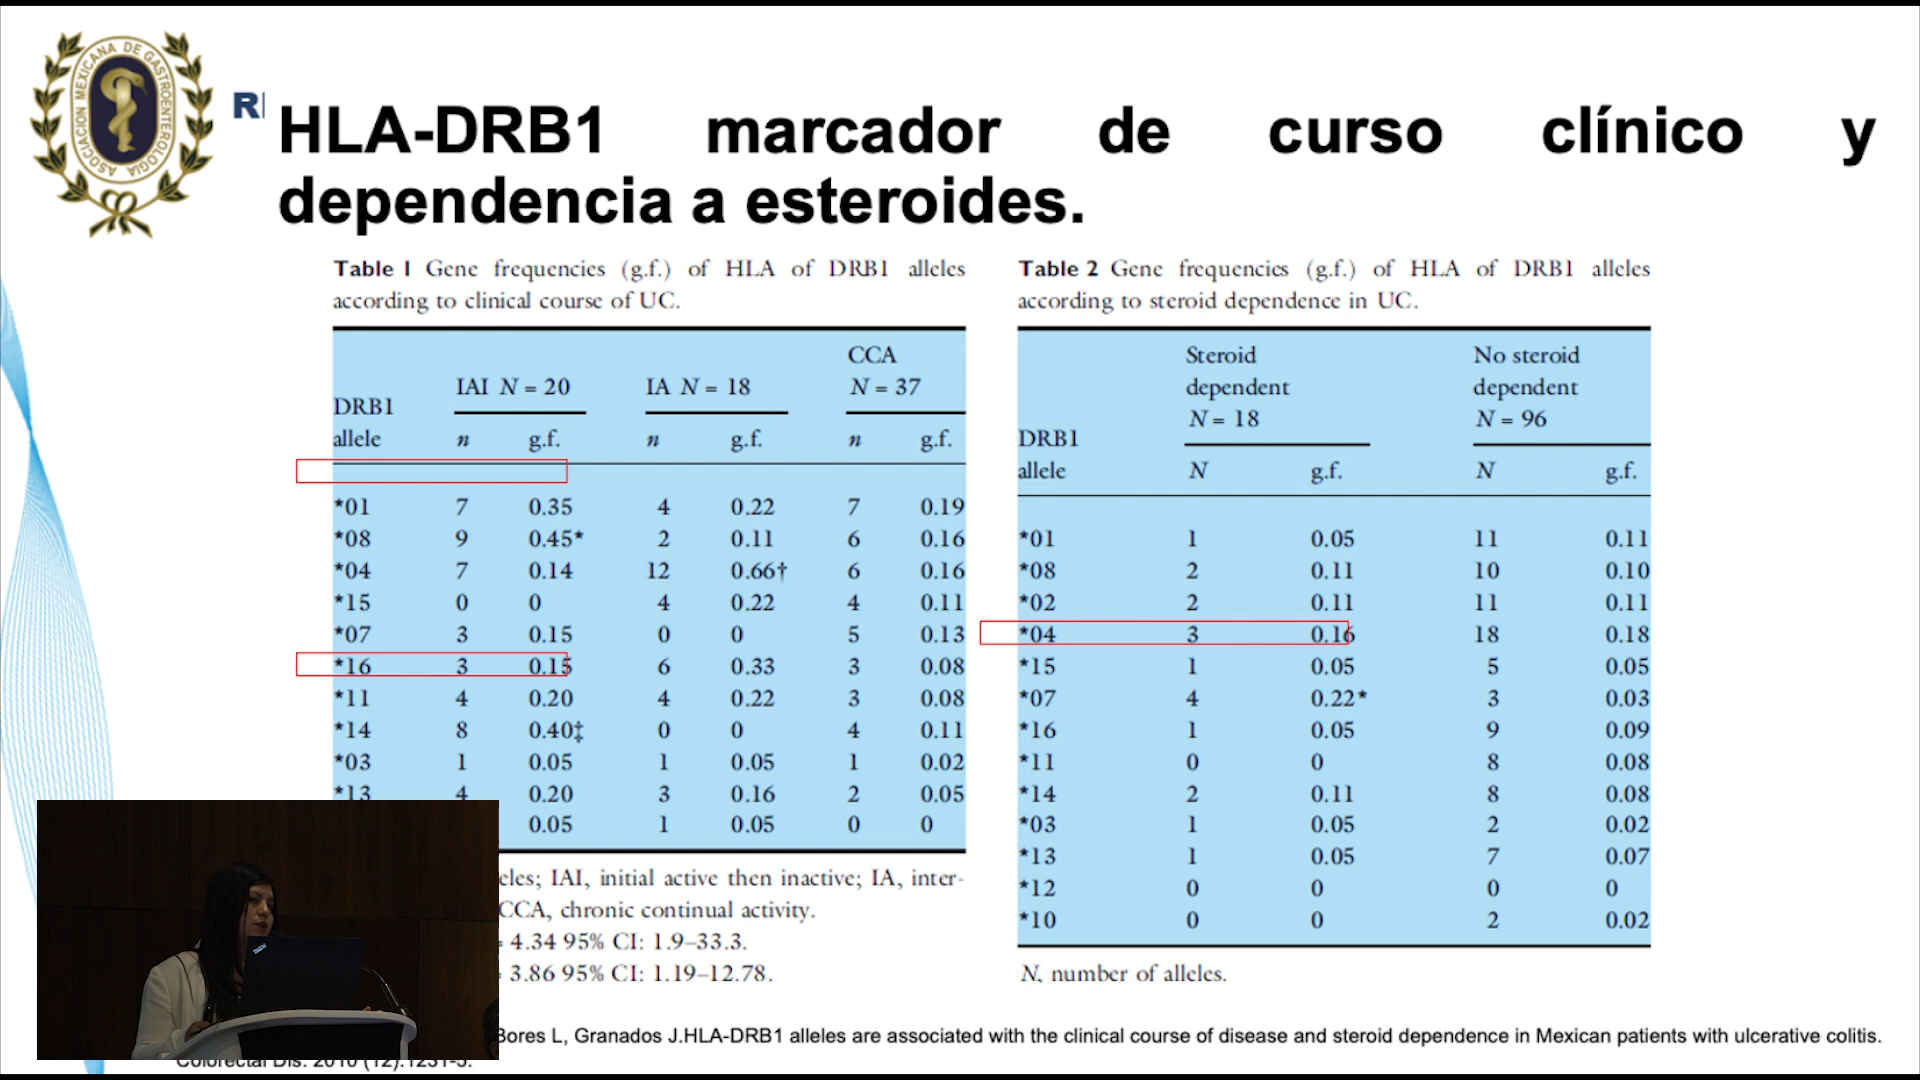 ASOCIACION MEXICANA DE GASTROENTEROLOGIA
HLA-DRB1 marcador de curso clínico y
dependencia a esteroides.
Table 1 Gene frequencies (g.f.) of HLA of DRB1 alleles
according to clinical course of UC.
DRB1 allele IAI N = 20 IA N = 18 CCA N = 37
n g.f. n g.f. n g.f.
*01 7 0.35 4 0.22 7 0.19
*08 9 0.45* 2 0.11 6 0.16
*04 7 0.14 12 0.66† 6 0.16
*15 0 0 4 0.22 4 0.11
*07 3 0.15 0 0 5 0.13
*16 3 0.15 6 0.33 3 0.08
*11 4 0.20 4 0.22 3 0.08
*14 8 0.40‡ 0 0 4 0.11
*03 1 0.05 1 0.05 1 0.02
*13 4 0.20 3 0.16 2 0.05
0.05 1 0.05 0 0
IAI, initial active then inactive; IA, inter-
CCA, chronic continual activity.
= 4.34 95% CI: 1.9–33.3.
= 3.86 95% CI: 1.19–12.78.
Table 2 Gene frequencies (g.f.) of HLA of DRB1 alleles
according to steroid dependence in UC.
DRB1 allele Steroid dependent N = 18 No steroid dependent N = 96
N g.f. N g.f.
*01 1 0.05 11 0.11
*08 2 0.11 10 0.10
*02 2 0.11 11 0.11
*04 3 0.16 18 0.18
*15 1 0.05 5 0.05
*07 4 0.22* 3 0.03
*16 1 0.05 9 0.09
*11 0 0 8 0.08
*14 2 0.11 8 0.08
*03 1 0.05 2 0.02
*13 1 0.05 7 0.07
*12 0 0 0 0
*10 0 0 2 0.02
N, number of alleles.
Bores L, Granados J.HLA-DRB1 alleles are associated with the clinical course of disease and steroid dependence in Mexican patients with ulcerative colitis.
Colorectal Dis. 2010 (12):1231-5.